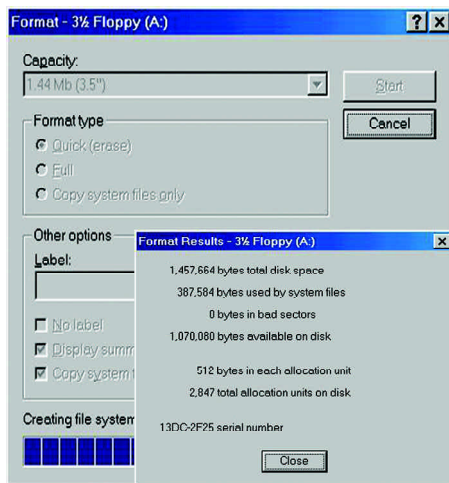 Format - 3½ Floppy (A:)
Capacity:
1.44 Mb (3.5")
Start
Cancel
Format type
Quick (erase)
Full
Copy system files only
Other options
Label:
No label
Display summ
Copy system f
Creating file system
Format Results - 3½ Floppy (A:)
1,457,664 bytes total disk space
387,584 bytes used by system files
0 bytes in bad sectors
1,070,080 bytes available on disk
512 bytes in each allocation unit
2,847 total allocation units on disk
13DC-2F25 serial number
Close